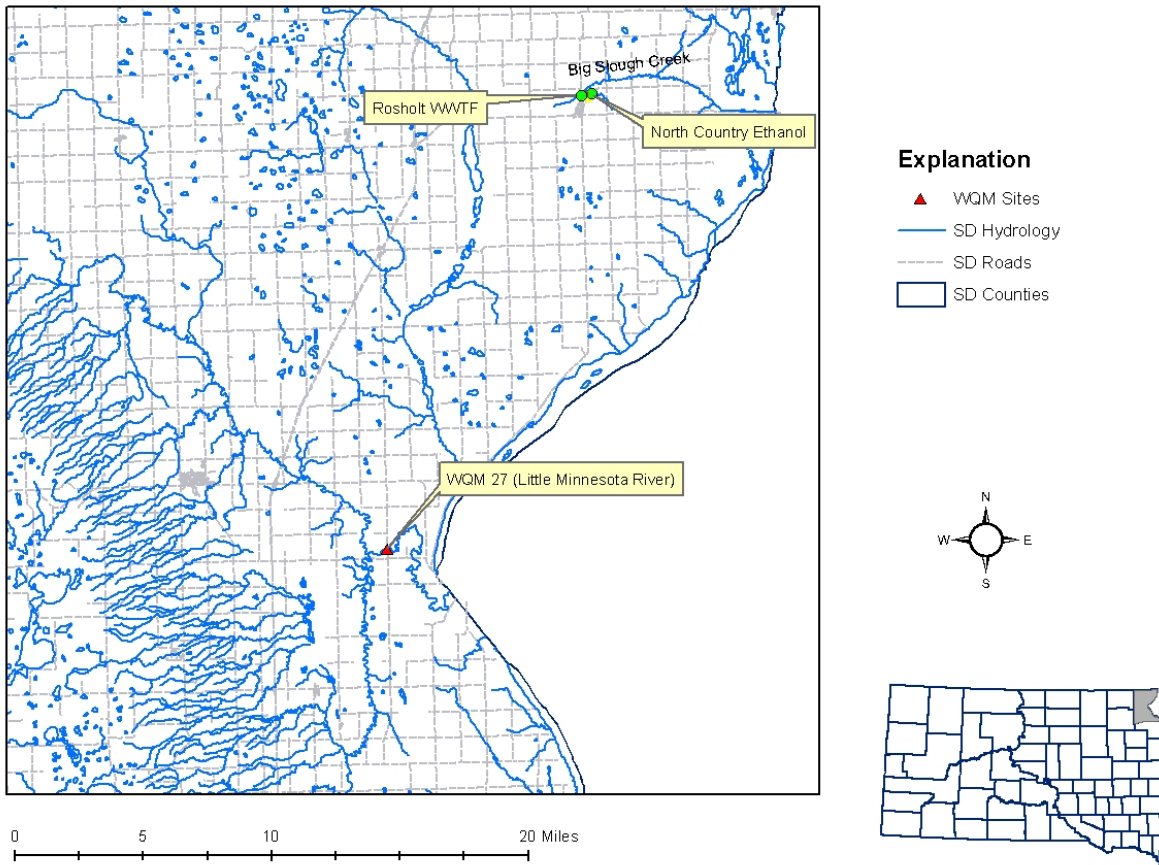 Big Slough Creek
Rosholt WWTF
North Country Ethanol
WQM 27 (Little Minnesota River)
Explanation
WQM Sites
SD Hydrology
SD Roads
SD Counties
N
W E
S
0 5 10 20 Miles